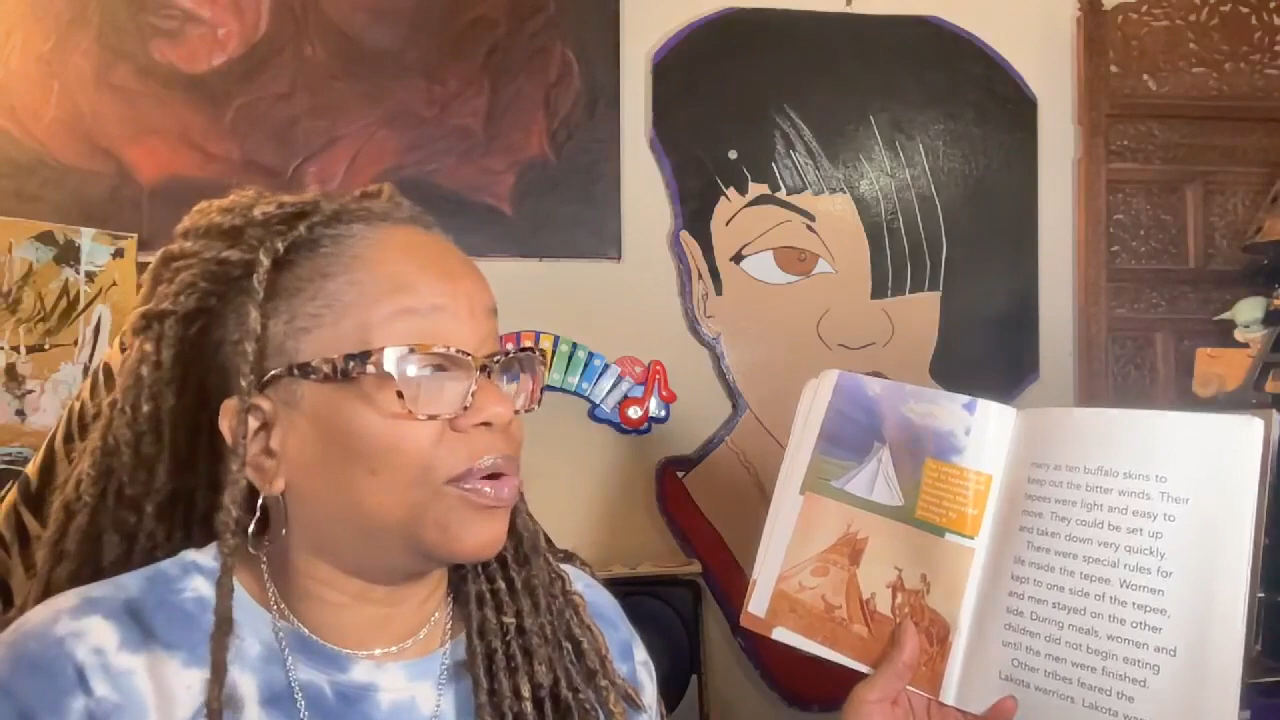 many as ten buffalo skins to
keep out the bitter winds. Their
tepees were light and easy to
move. They could be set up
and taken down very quickly.
There were special rules for
life inside the tepee. Women
kept to one side of the tepee,
and men stayed on the other
side. During meals, women and
children did not begin eating
until the men were finished.
Other tribes feared the
Lakota warriors. Lakota